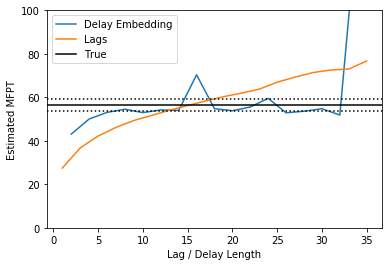 Delay Embedding
Lags
True
Estimated MFPT
100
80
60
40
20
0
0 5 10 15 20 25 30 35
Lag / Delay Length